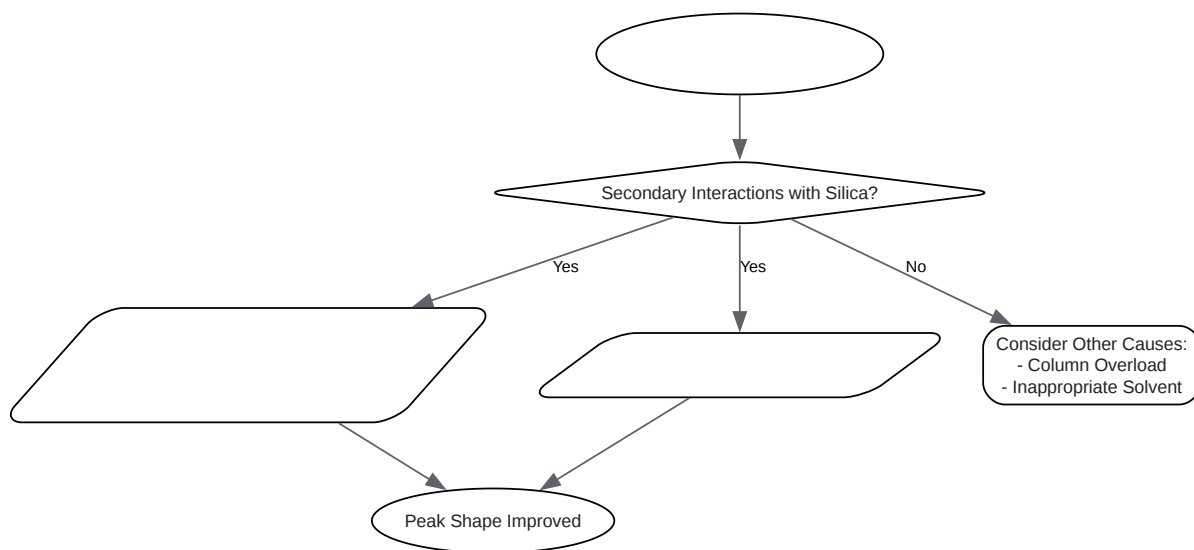 Secondary Interactions with Silica?
Yes
Yes
No
Consider Other Causes:
- Column Overload
- Inappropriate Solvent
Peak Shape Improved